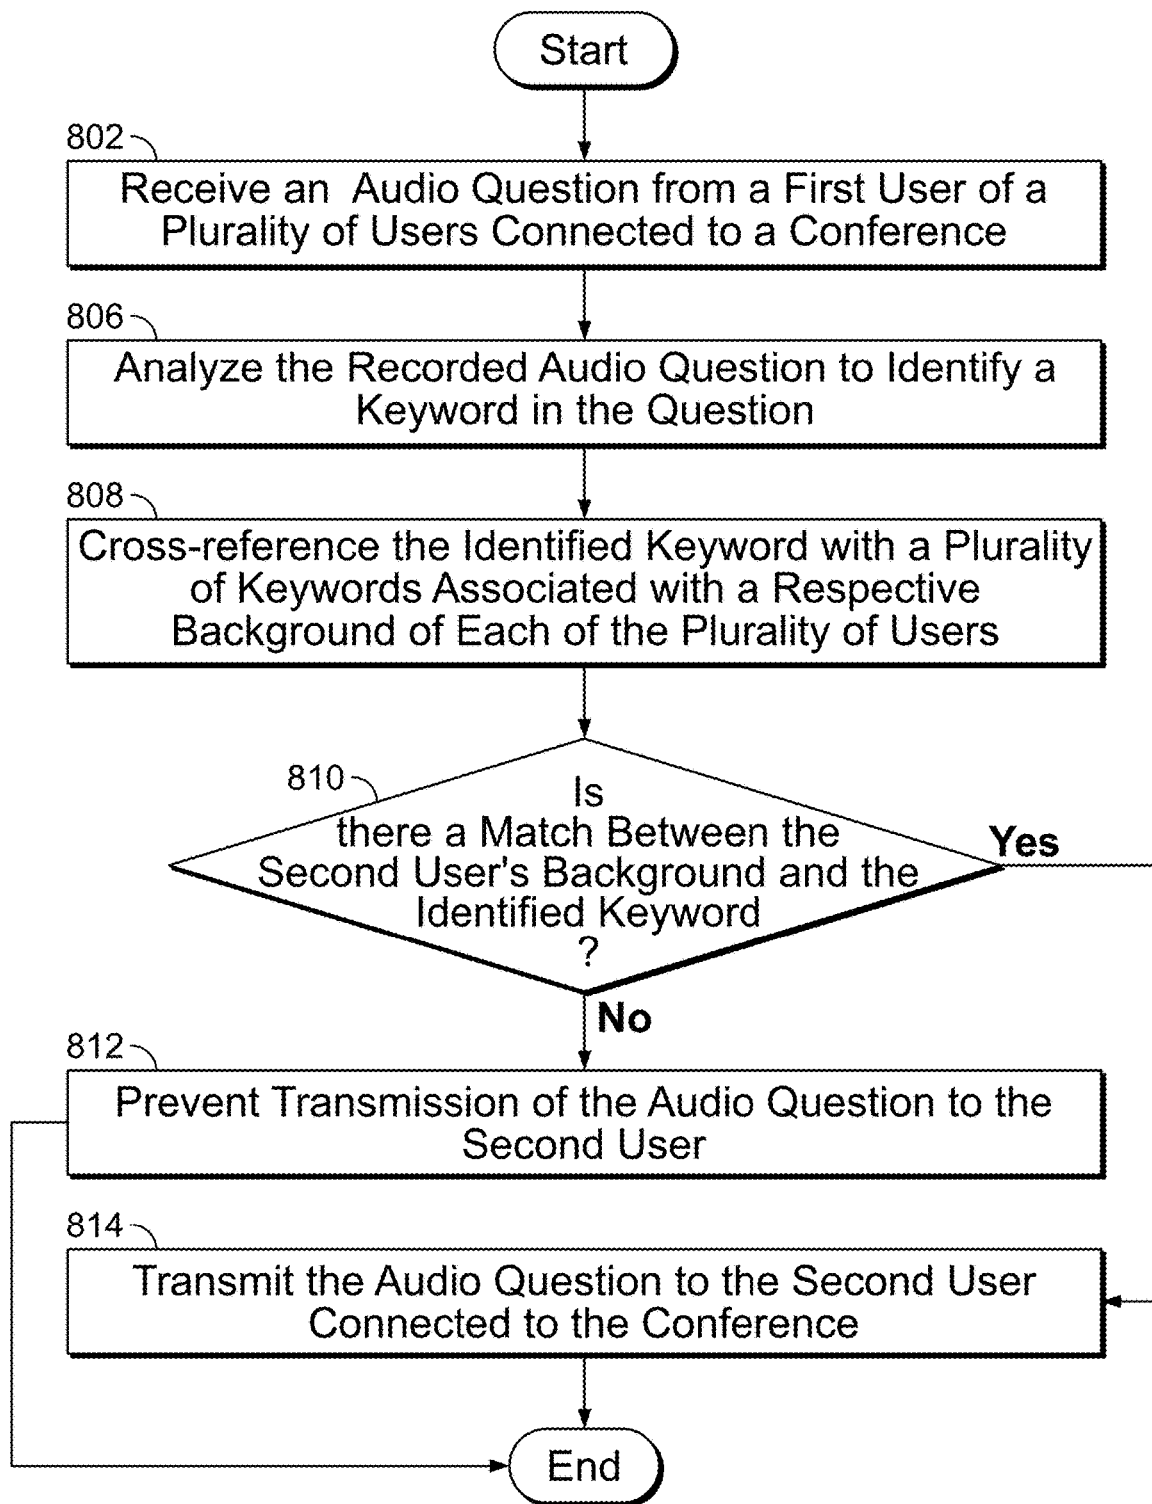 Start
802
Receive an Audio Question from a First User of a
Plurality of Users Connected to a Conference
806
Analyze the Recorded Audio Question to Identify a
Keyword in the Question
808
Cross-reference the Identified Keyword with a Plurality
of Keywords Associated with a Respective
Background of Each of the Plurality of Users
810
Is
there a Match Between the
Second User's Background and the
Identified Keyword
?
Yes
No
812
Prevent Transmission of the Audio Question to the
Second User
814
Transmit the Audio Question to the Second User
Connected to the Conference
End